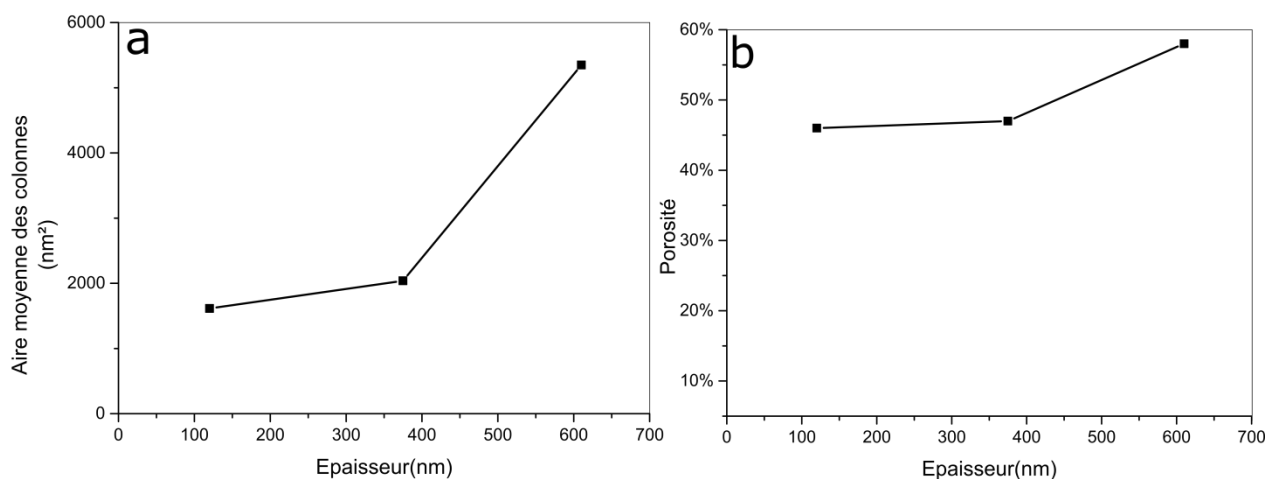 a
6000
4000
2000
0
Aire moyenne des colonnes
(nm²)
0 100 200 300 400 500 600 700
Epaisseur(nm)
b
60%
50%
40%
30%
20%
10%
Porosité
0 100 200 300 400 500 600 700
Epaisseur(nm)